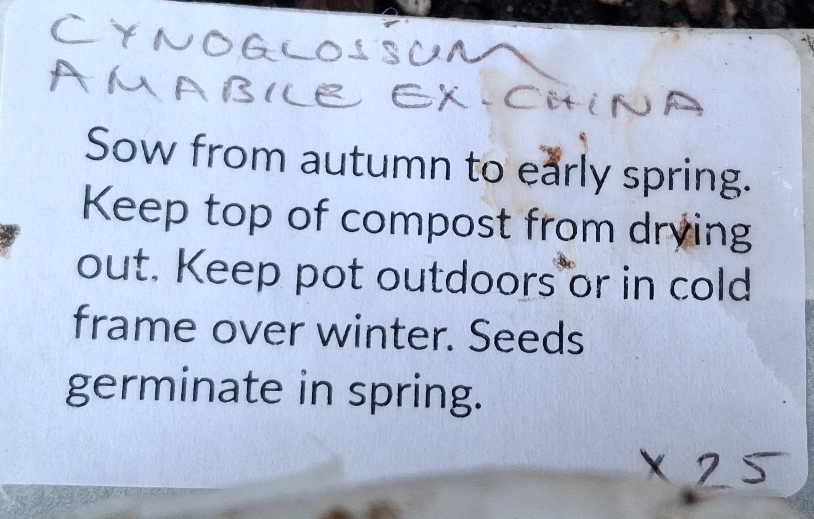 CYNOGLOSSUM
AMABILE EX. CHINA
Sow from autumn to early spring.
Keep top of compost from drying
out. Keep pot outdoors or in cold
frame over winter. Seeds
germinate in spring.
X 25